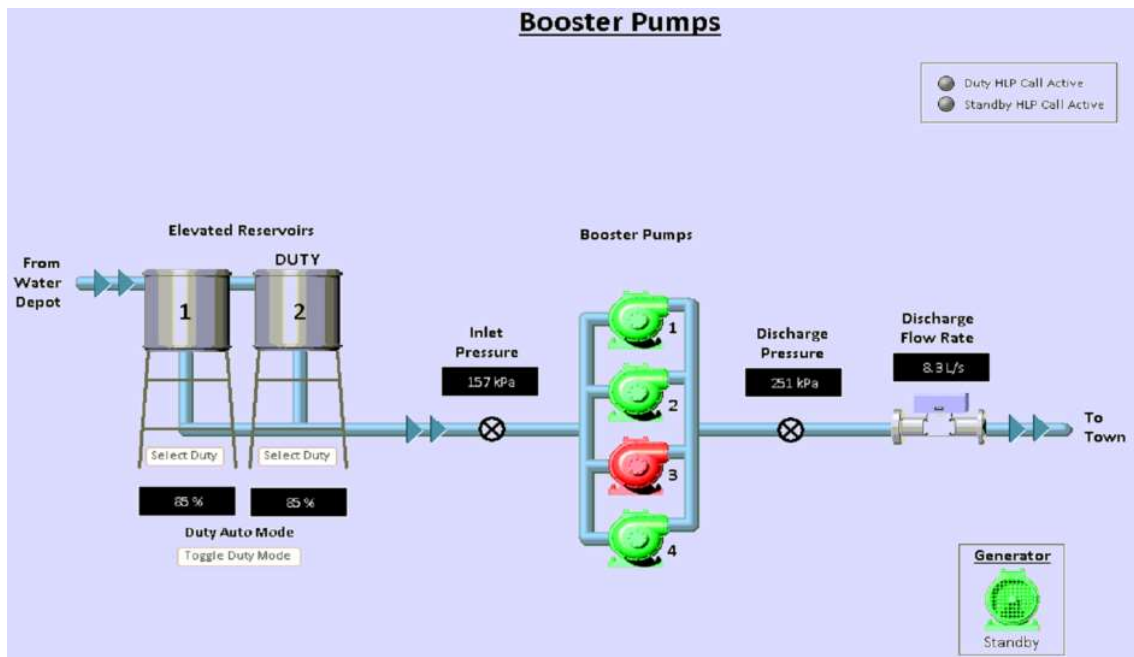 Booster Pumps
Duty HLP Call Active
Standby HLP Call Active
Elevated Reservoirs
Booster Pumps
From
Water
Depot
DUTY
1
2
Inlet
Pressure
157 kPa
1
2
3
4
Discharge
Pressure
251 kPa
Discharge
Flow Rate
8.3 L/s
To
Town
Select Duty
Select Duty
85 %
85 %
Duty Auto Mode
Toggle Duty Mode
Generator
Standby